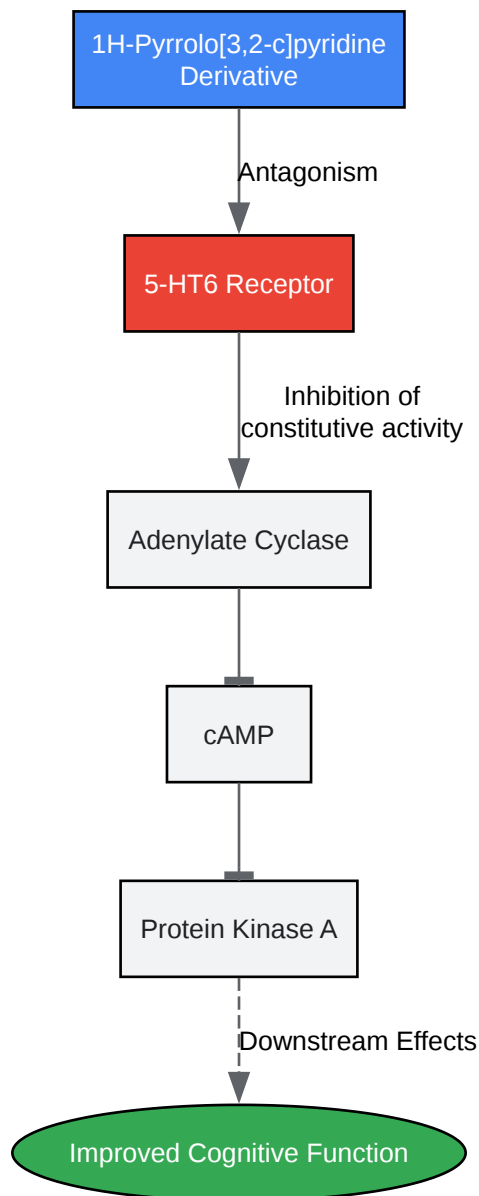 1H-Pyrrolo[3,2-c]pyridine
Derivative
Antagonism
5-HT6 Receptor
Inhibition of
constitutive activity
Adenylate Cyclase
cAMP
Protein Kinase A
Downstream Effects
Improved Cognitive Function